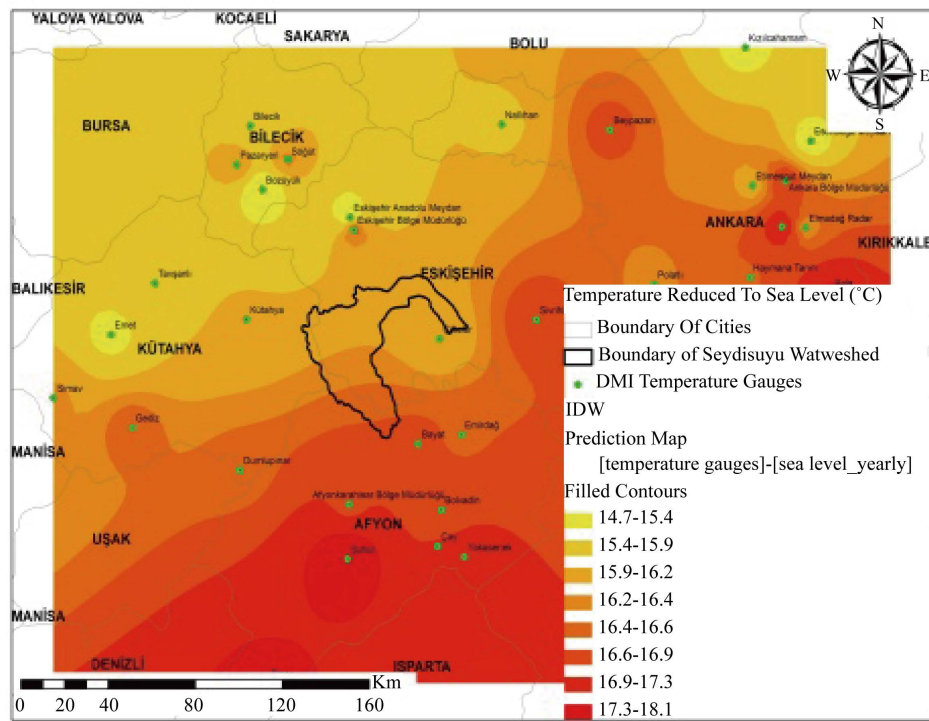 YALOVA YALOVA
KOCAELİ
SAKARYA
BOLU
Kızılcahamam
N
W
E
S
BURSA
Bilecik
BİLECİK
Nallıhan
Beypazarı
Pazaryeri
Söğüt
Bozüyük
Etimesgut Meydan
Ankara Bölge Müdürlüğü
Eskişehir Anadolu Meydan
Eskişehir Bölge Müdürlüğü
ANKARA
Elmadağ Radar
KIRIKKALE
ESKİŞEHİR
Tavşanlı
Polatlı
Haymana Tarım
BALIKESİR
Kütahya
Emet
KÜTAHYA
Simav
Gediz
Emirdağ
Bayat
MANİSA
Dumlupınar
Afyonkarahisar Bölge Müdürlüğü
Bolvadin
AFYON
UŞAK
Çay
MANİSA
DENİZLİ
ISPARTA
Km
0 20 40 80 120 160
Temperature Reduced To Sea Level (˚C)
Boundary Of Cities
Boundary of Seydisuyu Watweshed
DMI Temperature Gauges
IDW
Prediction Map
[temperature gauges]-[sea level_yearly]
Filled Contours
14.7-15.4
15.4-15.9
15.9-16.2
16.2-16.4
16.4-16.6
16.6-16.9
16.9-17.3
17.3-18.1